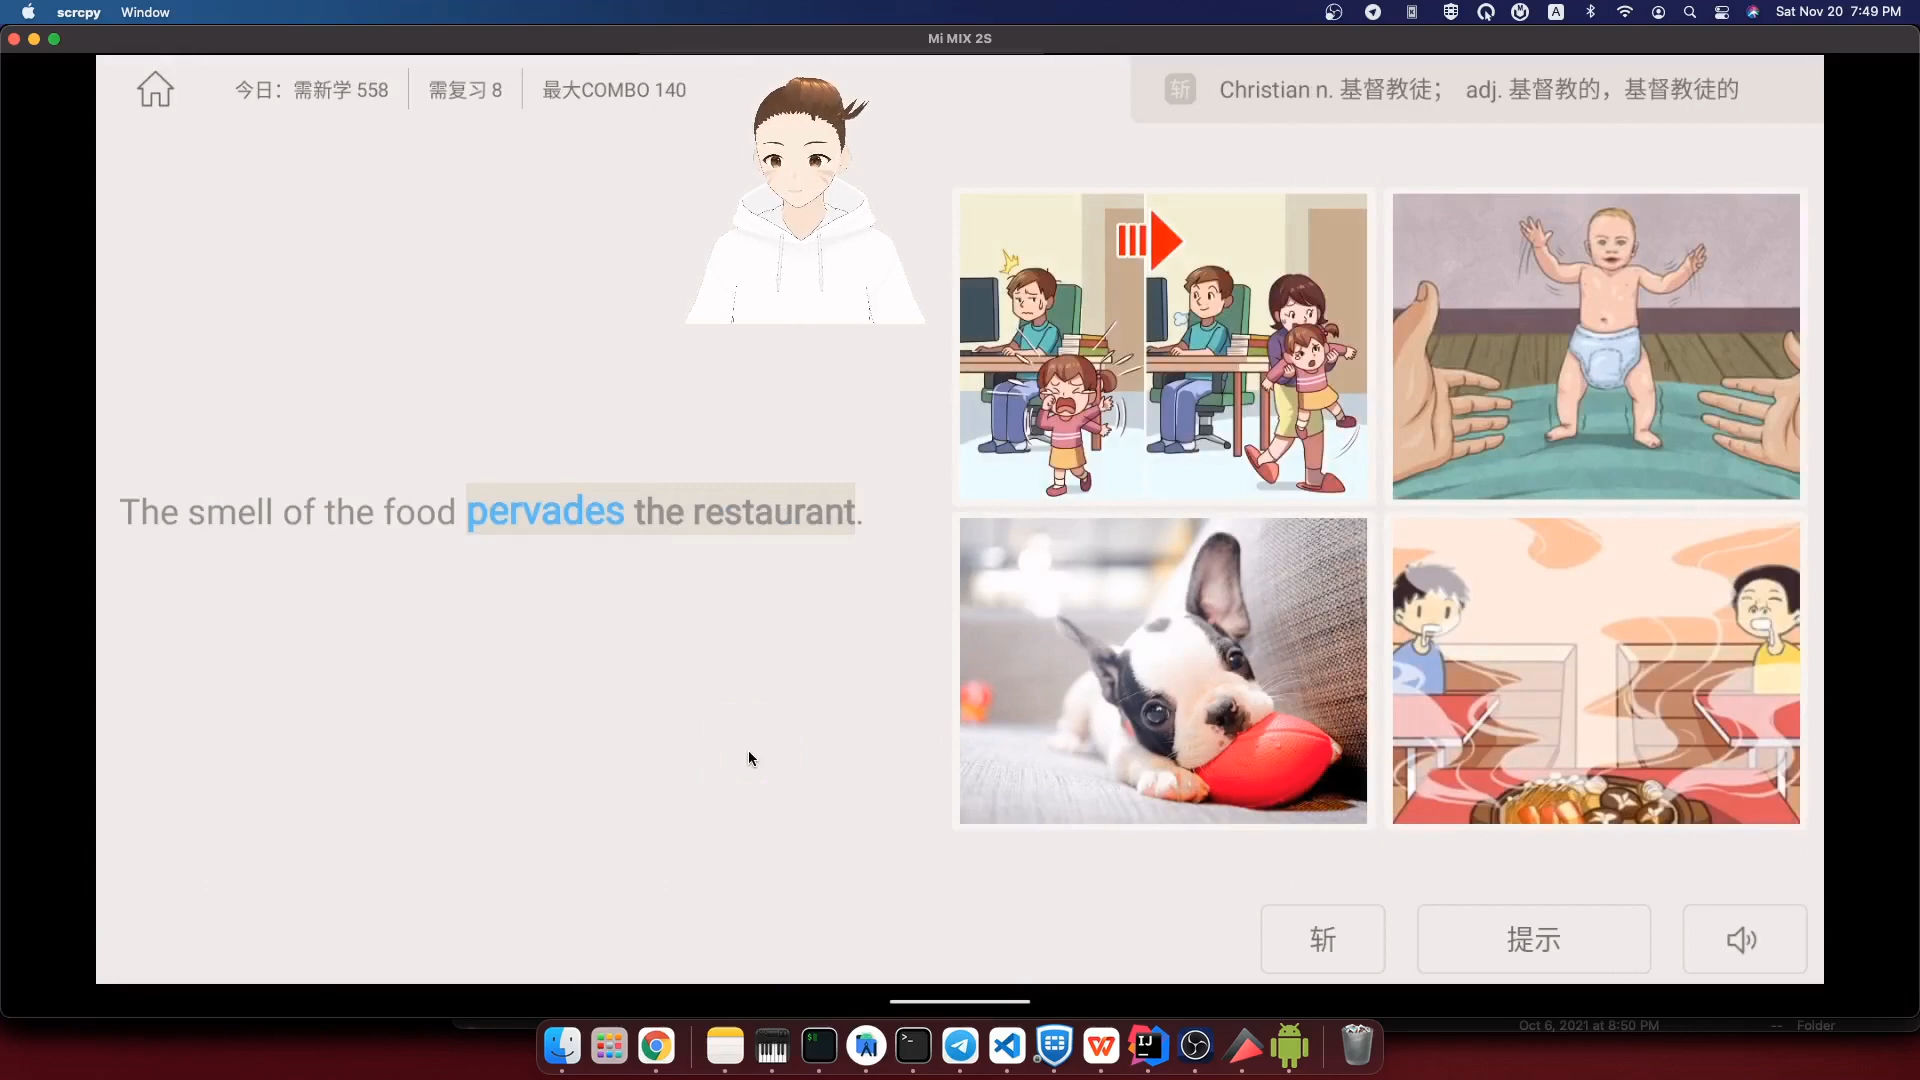 scrcpy Window
A
Sat Nov 20 7:49 PM
Mi MIX 2S
今日：需新学 558
需复习 8
最大COMBO 140
斩 Christian n. 基督教徒； adj. 基督教的，基督教徒的
The smell of the food pervades the restaurant.
斩
提示
Oct 6, 2021 at 8:50 PM -- Folder
IJ